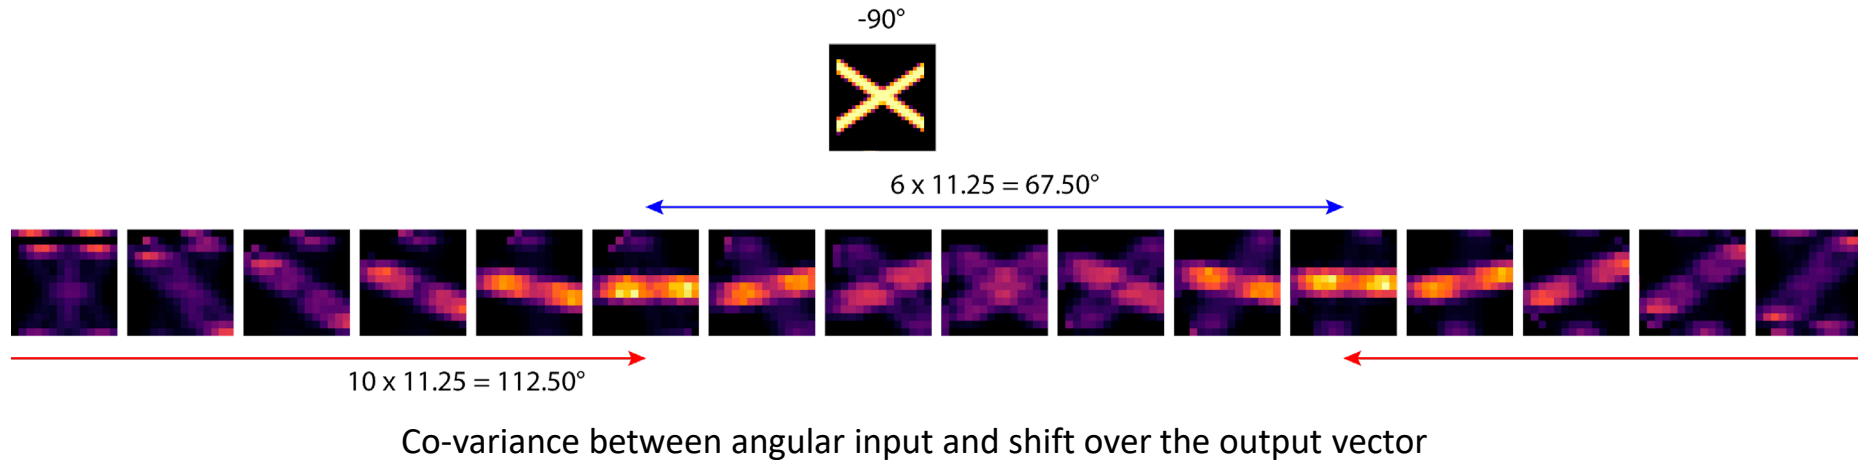 -90°
6 x 11.25 = 67.50°
10 x 11.25 = 112.50°
Co-variance between angular input and shift over the output vector